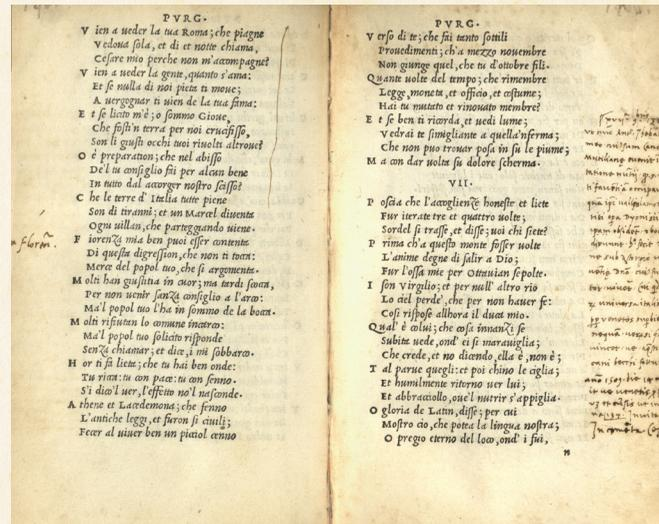 PVRG.
V ien a ueder la tua Roma; che piagne
Vedoua sola, et di et notte chiama,
Cesare mio perche non m'accompagne?
V ien a ueder la gente, quanto s'ama:
Et se nulla di noi pieta ti moue;
A uergognar ti uien de la tua fama:
E t se licito m'è; o sommo Gioue,
Che fosti'n terra per noi crucifisso,
Son li giusti occhi tuoi riuolti altroue?
O è preparation; che nel abisso
De'l tu consiglio fai per alcun bene
In tutto dal accorger nostro scisso?
C he le terre d'Italia tutte piene
Son di tiranni; et un Marcel diuenta
Ogni uillan, che parteggiando uiene.
F iorenza mia ben puoi esser contenta
Di questa digression, che non ti tocca:
Merce del popol tuo, che si argomenta.
M olti han giustitia in cuor; ma tardi scocca,
Per non uenir sanza consiglio a l'arco:
Ma'l popol tuo l'ha in sommo de la bocca.
M olti rifiutan lo commune incarco:
Ma'l popol tuo solicito risponde
Senza chiamar; et dice, i mi sobbarco.
H or ti fa lieta; che tu hai ben onde:
Tu ricca: tu con pace: tu con senno.
S'i dico'l uer, l'effetto no'l nasconde.
A thene et Lacedemona; che fenno
L'antiche leggi, et furon si ciuili;
Fecer al uiuer ben un picciol cenno
floren.
PVRG.
V erso di te; che fai tanto sottili
Prouedimenti; ch'a mezzo nouembre
Non giunge quel, che tu d'ottobre fili.
Q uante uolte del tempo; che rimembre
Legge, moneta, et officio, et costume;
Hai tu mutato et rinouato membre?
E t se ben ti ricorda, et uedi lume;
Vedrai te simigliante a quella'nferma;
Che non puo trouar posa in su le piume;
M a con dar uolta su dolore scherma.
VII.
P oscia che l'accoglienze honeste et liete
Fur iterate tre et quattro uolte;
Sordel si trasse, et disse; uoi chi siete?
P rima ch'a questo monte fosser uolte
L'anime degne di salir a Dio;
Fur l'ossa mie per Ottauian sepolte.
I son Virgilio; et per null'altro rio
Lo ciel perde', che per non hauer fe:
Cosi rispose allhora il duca mio.
Q ual'è colui; che cosa innanzi se
Subita uede, ond'ei si marauiglia;
Che crede, et no dicendo, ella è, non è;
T al parue quegli: et poi chino le ciglia;
Et humilmente ritorno uer lui;
Et abbracciollo, oue'l nutrir s'appiglia.
O gloria de Latin, disse; per cui
Mostro cio, che potea la lingua nostra;
O pregio eterno del loco, ond'i fui,
n